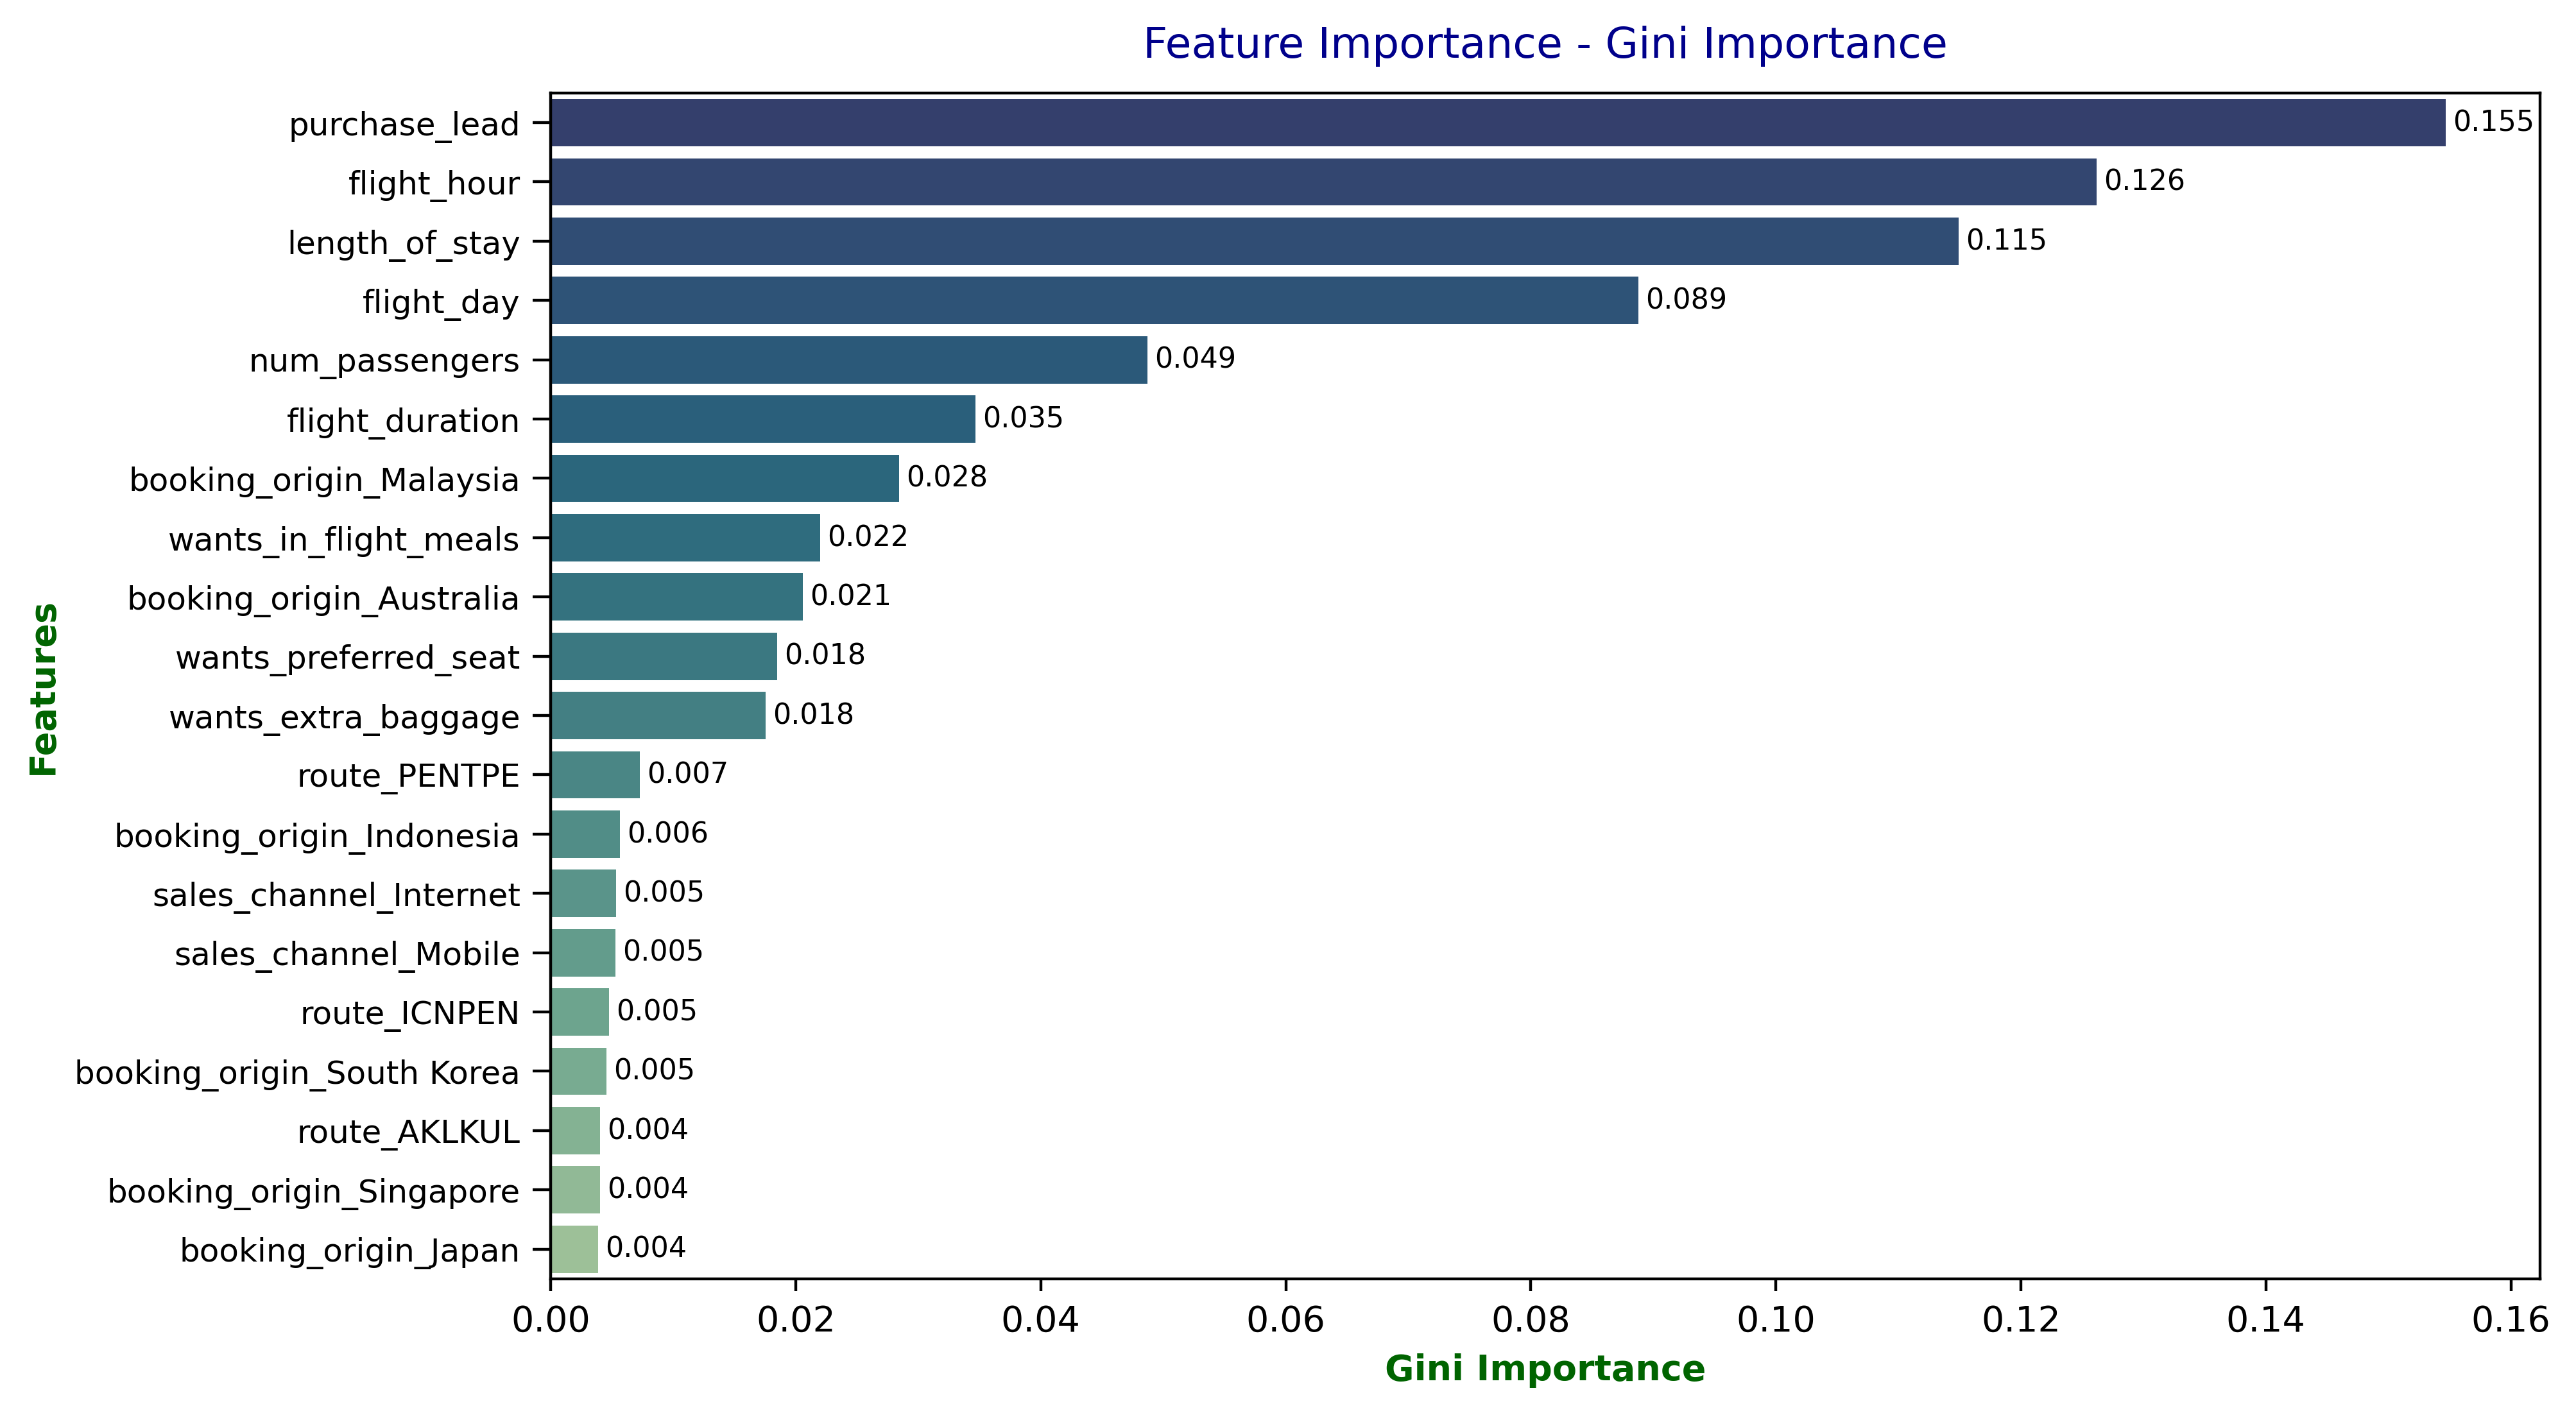 Feature Importance - Gini Importance
purchase_lead 0.155
flight_hour 0.126
length_of_stay 0.115
flight_day 0.089
num_passengers 0.049
flight_duration 0.035
booking_origin_Malaysia 0.028
wants_in_flight_meals 0.022
booking_origin_Australia 0.021
wants_preferred_seat 0.018
wants_extra_baggage 0.018
route_PENTPE 0.007
booking_origin_Indonesia 0.006
sales_channel_Internet 0.005
sales_channel_Mobile 0.005
route_ICNPEN 0.005
booking_origin_South Korea 0.005
route_AKLKUL 0.004
booking_origin_Singapore 0.004
booking_origin_Japan 0.004
Features
0.00 0.02 0.04 0.06 0.08 0.10 0.12 0.14 0.16
Gini Importance